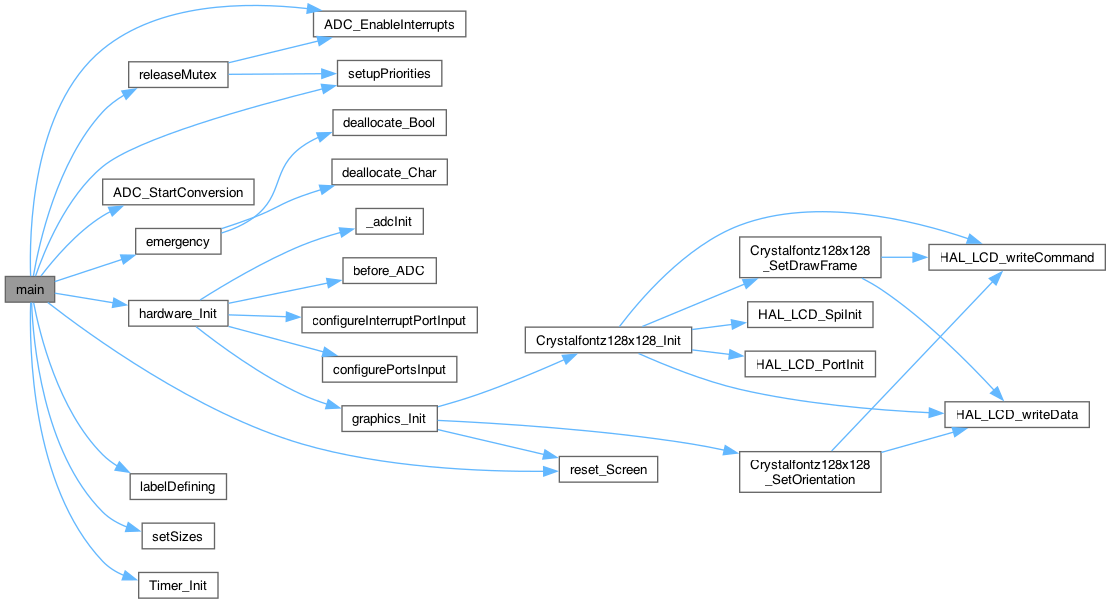 ADC_EnableInterrupts
releaseMutex
setupPriorities
deallocate_Bool
deallocate_Char
ADC_StartConversion
_adcInit
emergency
before_ADC
Crystalfontz128x128
_SetDrawFrame
HAL_LCD_writeCommand
main
hardware_Init
configureInterruptPortInput
HAL_LCD_SpiInit
Crystalfontz128x128_Init
configurePortsInput
HAL_LCD_PortInit
graphics_Init
HAL_LCD_writeData
reset_Screen
Crystalfontz128x128
_SetOrientation
labelDefining
setSizes
Timer_Init